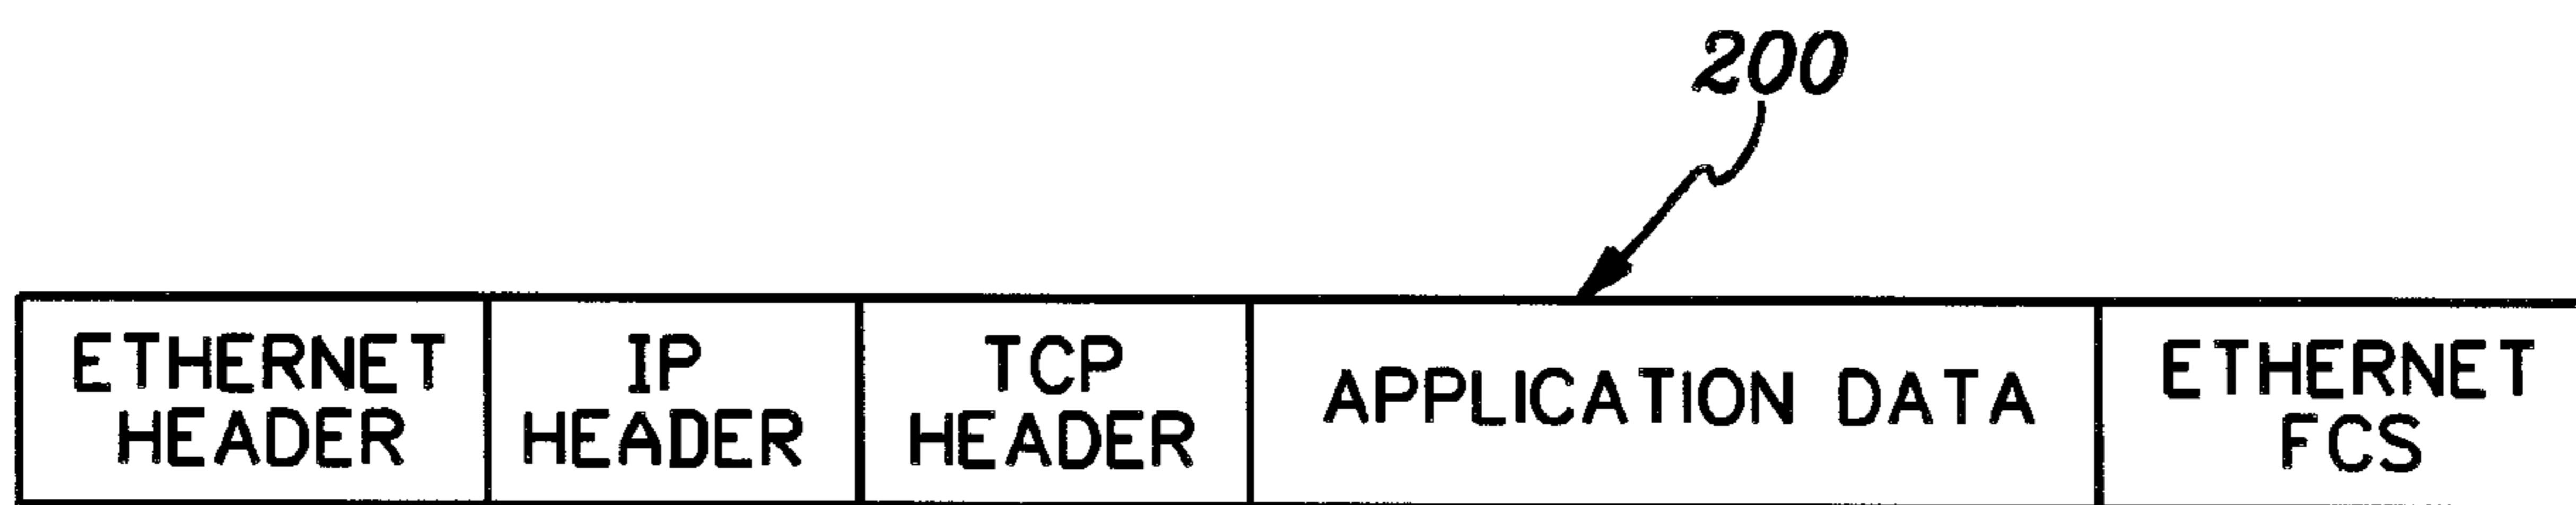 200
ETHERNET
HEADER
IP
HEADER
TCP
HEADER
APPLICATION DATA
ETHERNET
FCS